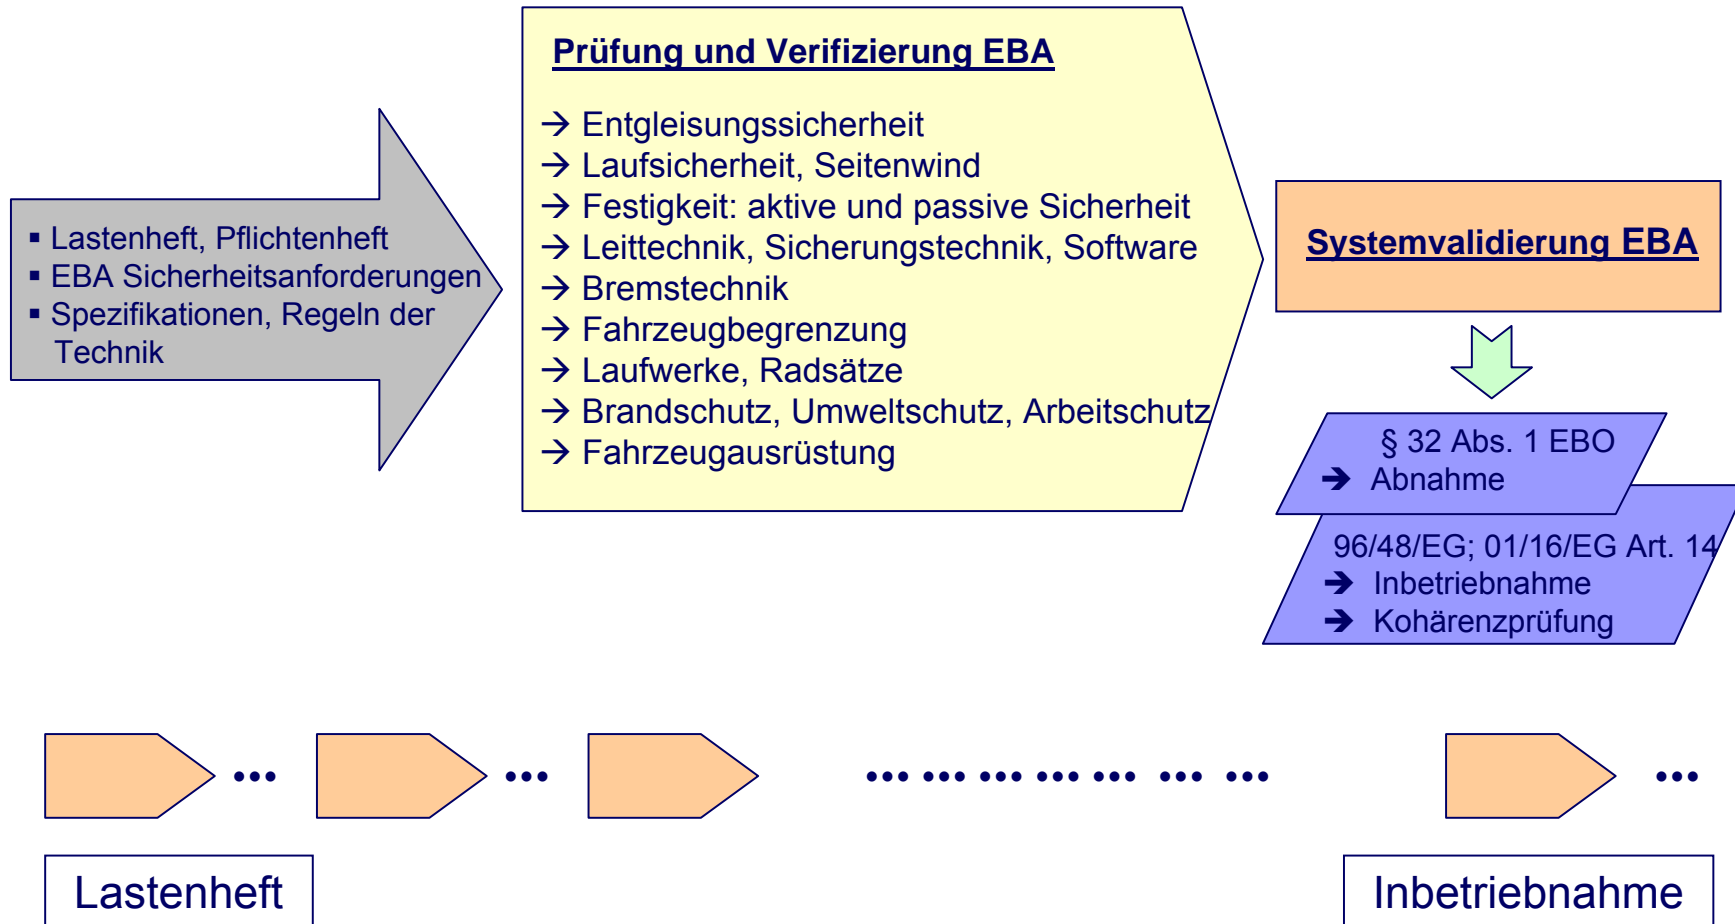 ▪ Lastenheft, Pflichtenheft
▪ EBA Sicherheitsanforderungen
▪ Spezifikationen, Regeln der
Technik
Prüfung und Verifizierung EBA
→ Entgleisungssicherheit
→ Laufsicherheit, Seitenwind
→ Festigkeit: aktive und passive Sicherheit
→ Leittechnik, Sicherungstechnik, Software
→ Bremstechnik
→ Fahrzeugbegrenzung
→ Laufwerke, Radsätze
→ Brandschutz, Umweltschutz, Arbeitschutz
→ Fahrzeugausrüstung
Systemvalidierung EBA
§ 32 Abs. 1 EBO
→ Abnahme
96/48/EG; 01/16/EG Art. 14
→ Inbetriebnahme
→ Kohärenzprüfung
Lastenheft
Inbetriebnahme